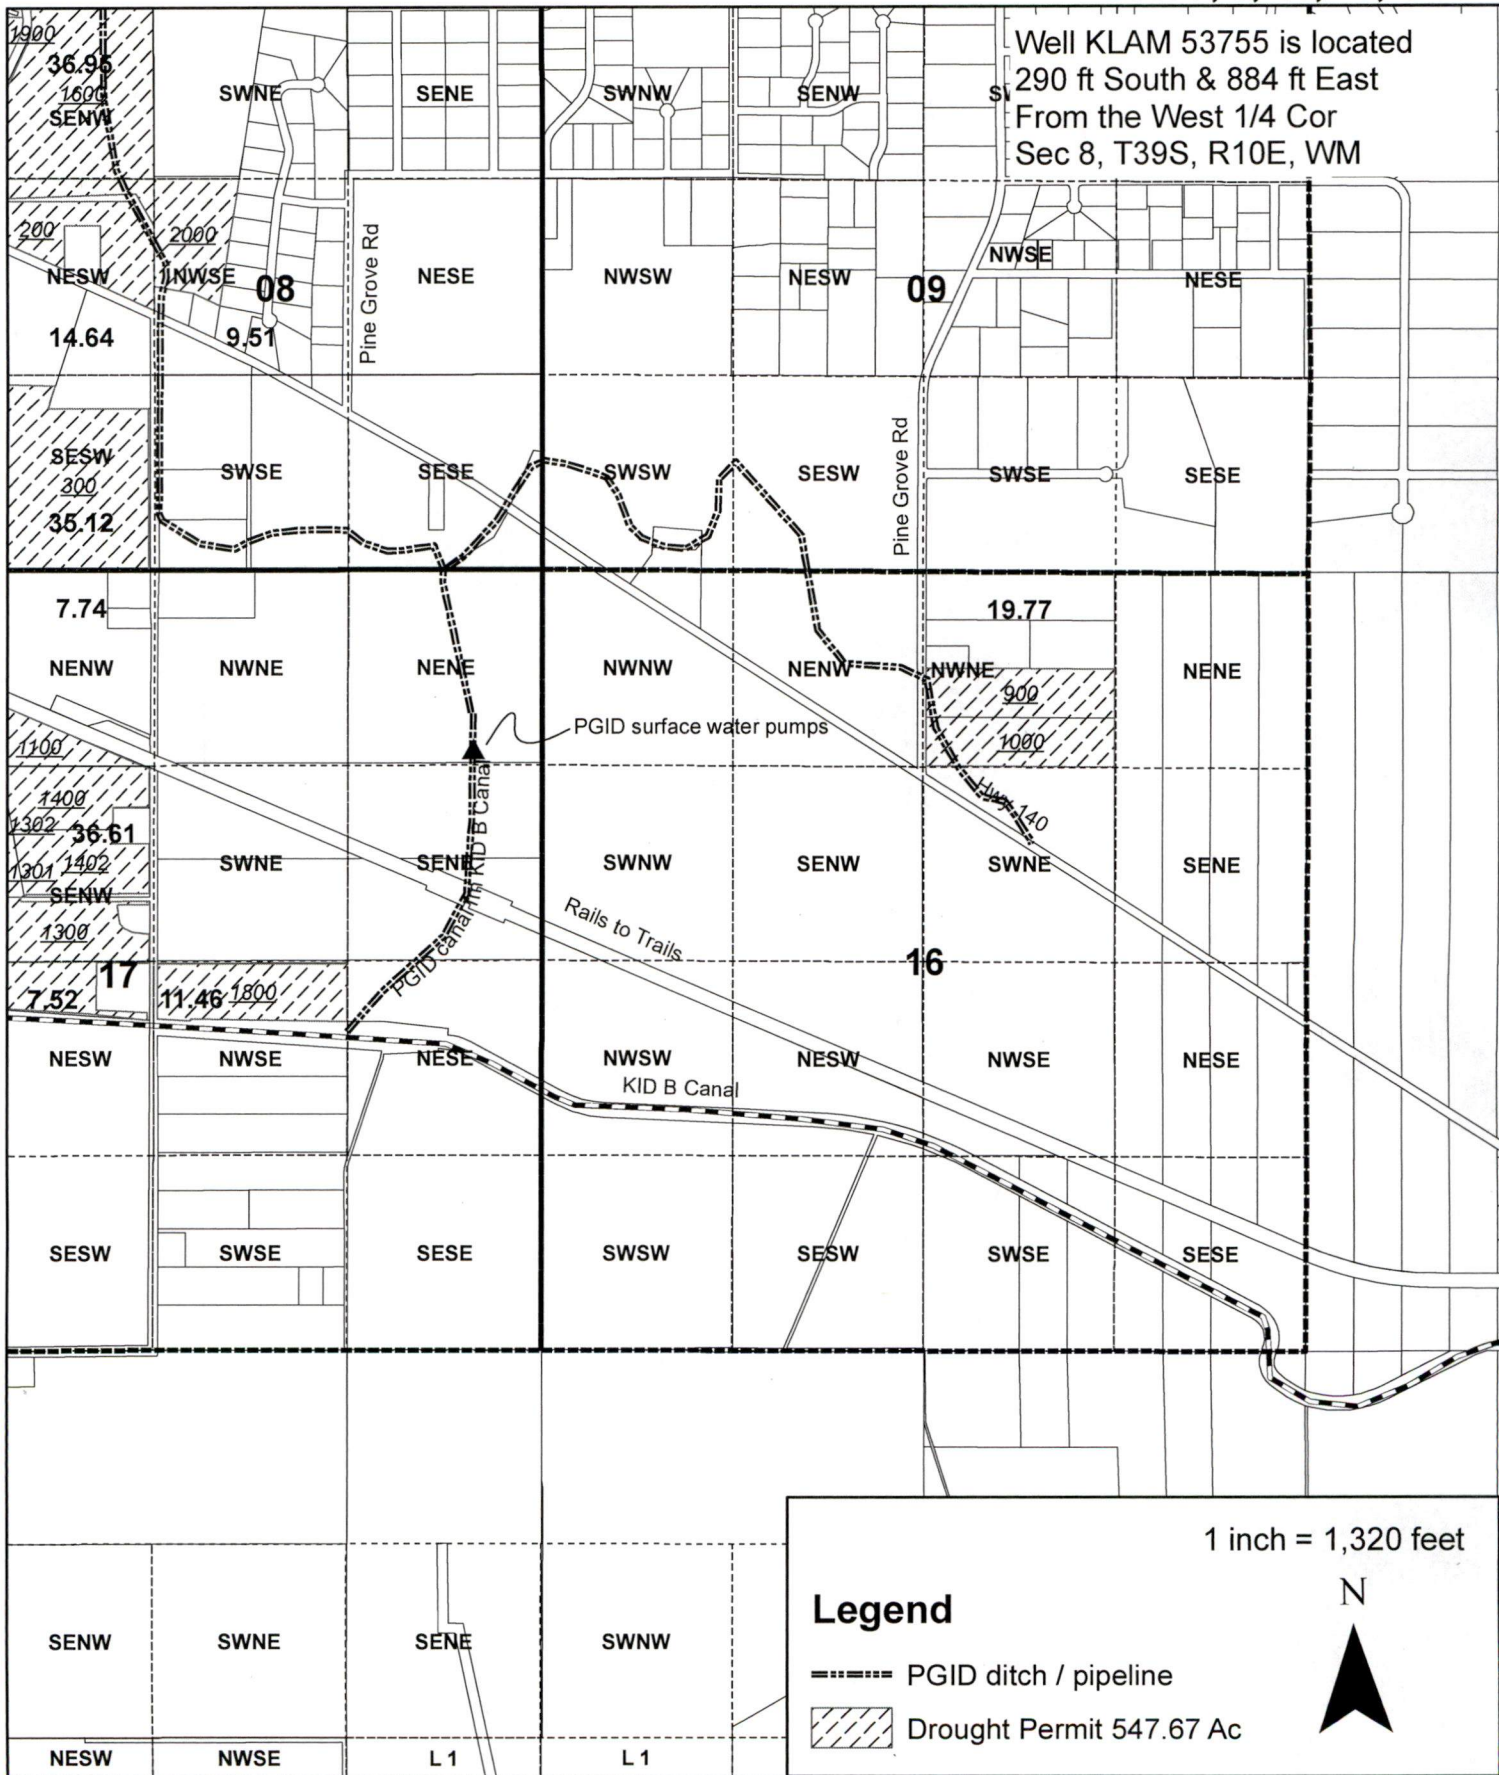 Well KLAM 53755 is located
290 ft South & 884 ft East
From the West 1/4 Cor
Sec 8, T39S, R10E, WM
1900
36.95
1600
SENW
SWNE
SENE
SWNW
SENW
200
2000
NESW
NWSE
08
NESE
NWSW
NESW
09
NWSE
NESE
Pine Grove Rd
14.64
9.51
SESW
300
35.12
SWSE
SESE
SWSW
SESW
Pine Grove Rd
SWSE
SESE
7.74
19.77
NENW
NWNE
NENE
NWNW
NENW
NWNE
NENE
900
1000
PGID surface water pumps
1100
1400
1302
36.61
1301
1402
SENW
1300
SWNE
SENE
SWNW
SENW
SWNE
SENE
Hwy 140
PGID canal in KID B Canal
Rails to Trails
17
16
7.52
11.46
1800
NESW
NWSE
NESE
NWSW
NESW
NWSE
NESE
KID B Canal
SESW
SWSE
SESE
SWSW
SESW
SWSE
SESE
SENW
SWNE
SENE
SWNW
NESW
NWSE
L 1
L 1
1 inch = 1,320 feet
N
Legend
PGID ditch / pipeline
Drought Permit 547.67 Ac